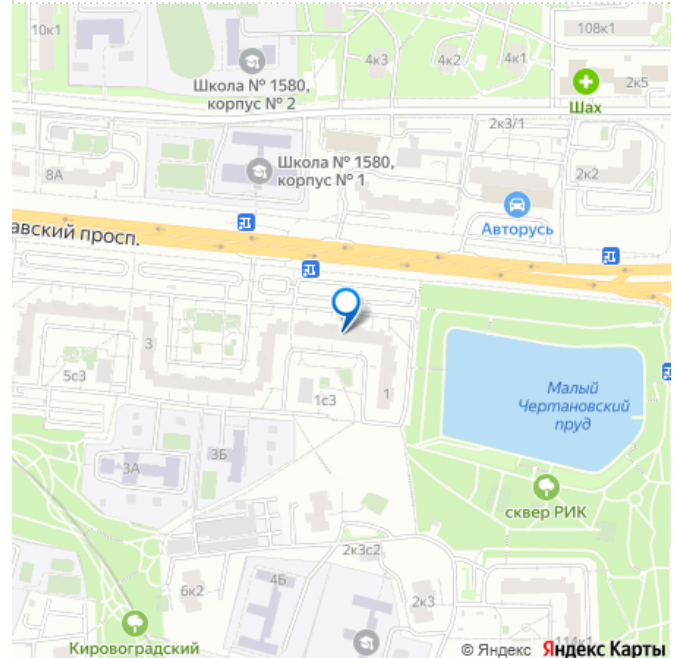 10к1
108к1
4к3
4к2
4к1
2к5
Школа № 1580,
корпус № 2
Шах
2к3/1
Школа № 1580,
корпус № 1
8А
2к2
Авторусь
авский просп.
3
5с3
1с3
1
Малый
Чертановский
пруд
3А
3Б
сквер РИК
2к3с2
6к2
4Б
2к3
114к1
Кировоградский
© Яндекс Яндекс Карты